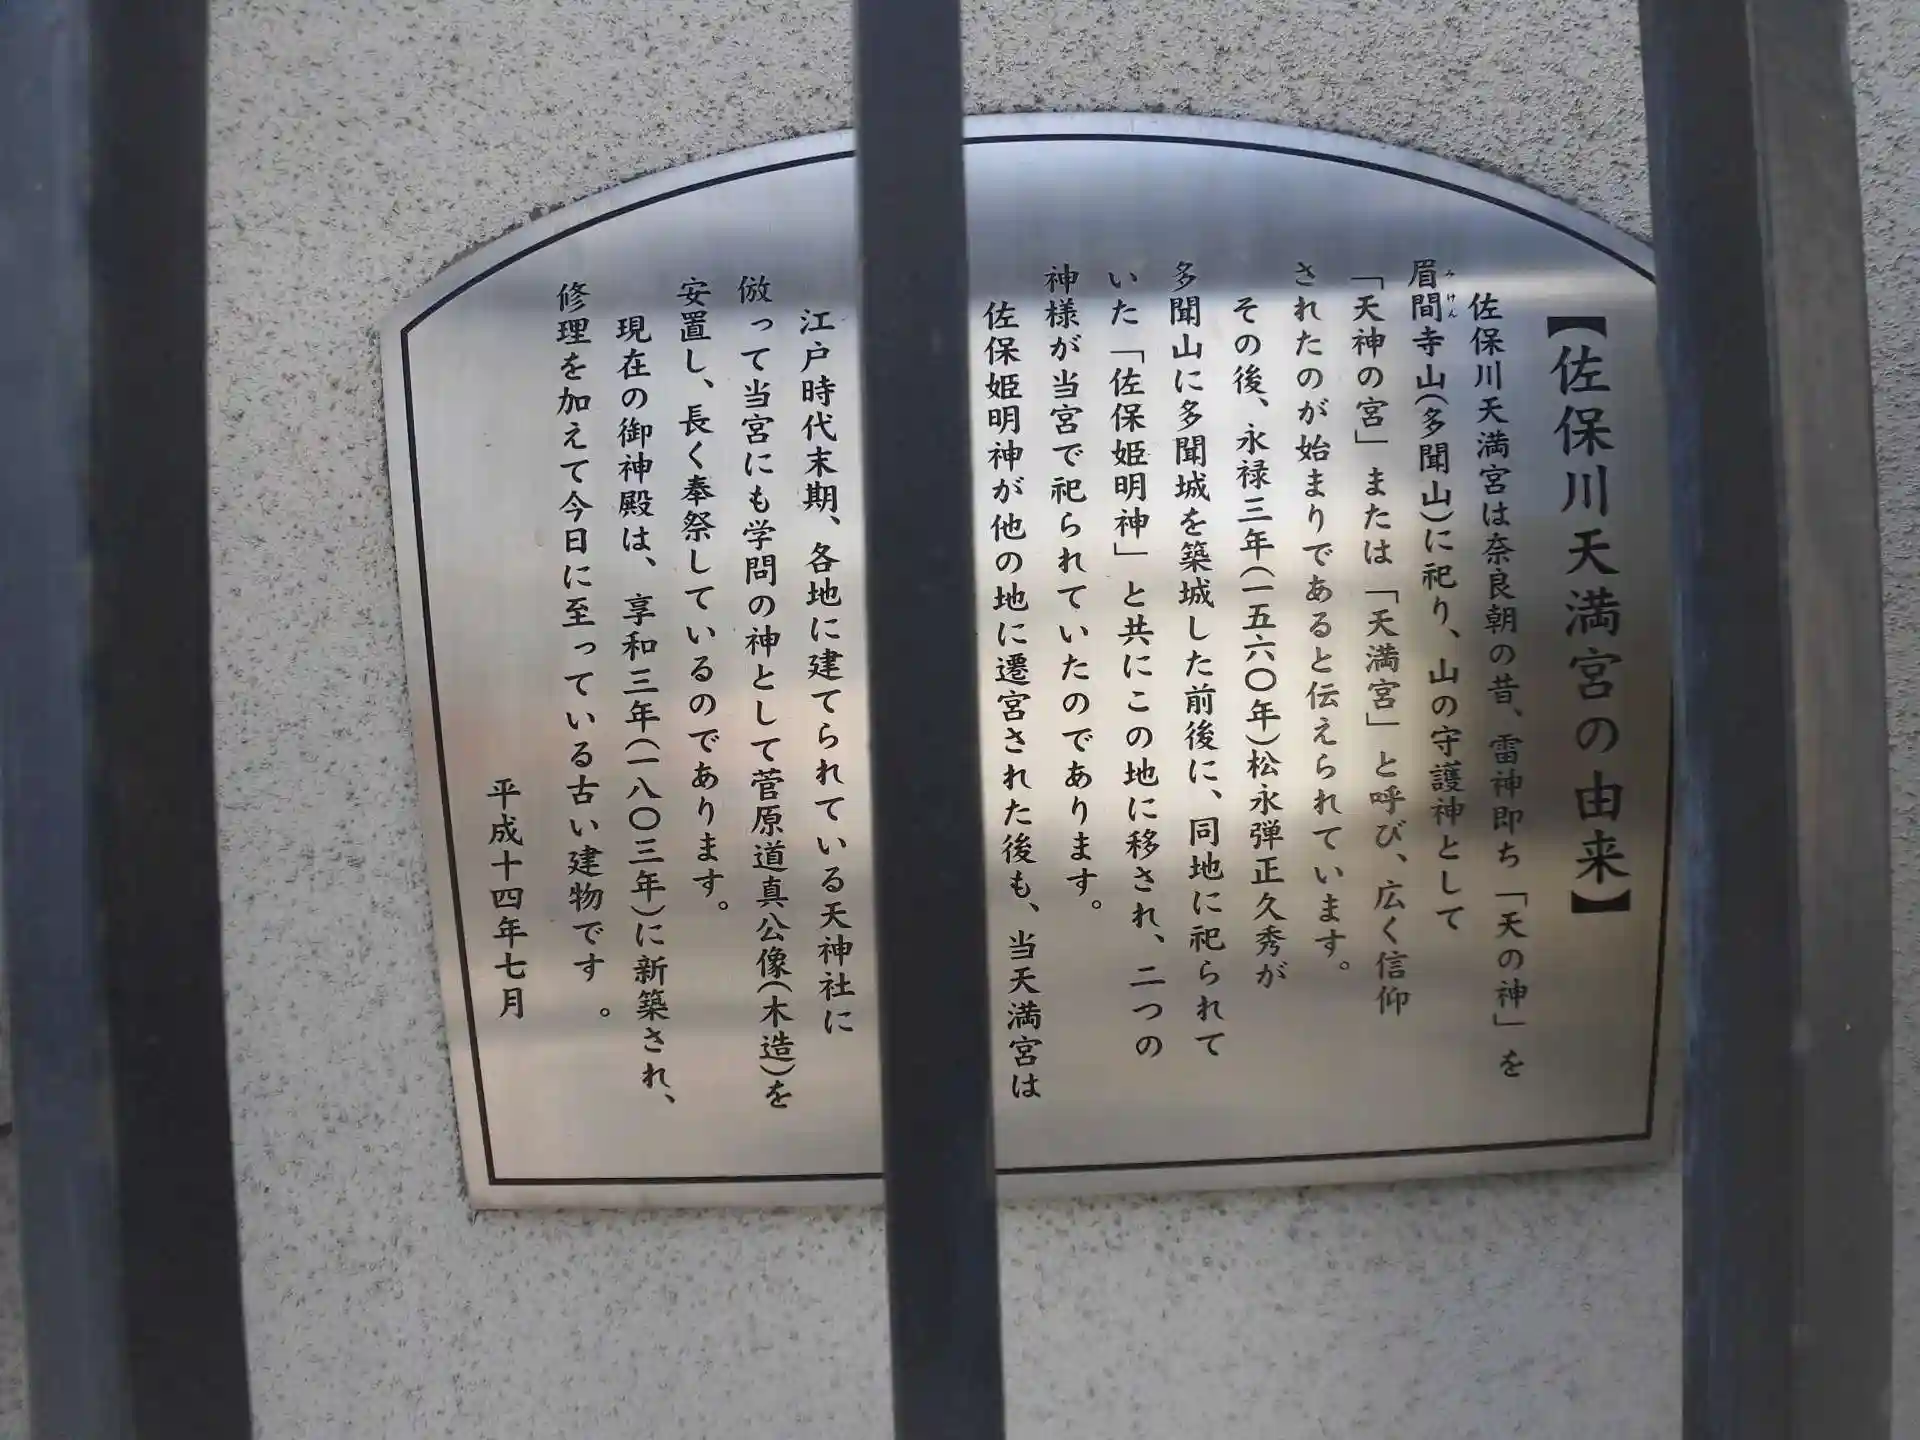 【佐保川天満宮の由来】
佐保川天満宮は奈良朝の昔、雷神即ち「天の神」を
眉間寺山(多聞山)に祀り、山の守護神として
みけん
「天神の宮」または「天満宮」と呼び、広く信仰
されたのが始まりであると伝えられています。
その後、永禄三年(一五六〇年)松永弾正久秀が
多聞山に多聞城を築城した前後に、同地に祀られて
いた「佐保姫明神」と共にこの地に移され、二つの
神様が当宮で祀られていたのであります。
佐保姫明神が他の地に遷宮された後も、当天満宮は
江戸時代末期、各地に建てられている天神社に
倣って当宮にも学問の神として菅原道真公像(木造)を
安置し、長く奉祭しているのであります。
現在の御神殿は、享和三年(一八〇三年)に新築され、
修理を加えて今日に至っている古い建物です。
平成十四年七月